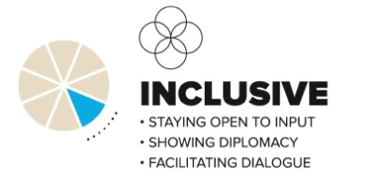 INCLUSIVE
• STAYING OPEN TO INPUT
• SHOWING DIPLOMACY
• FACILITATING DIALOGUE